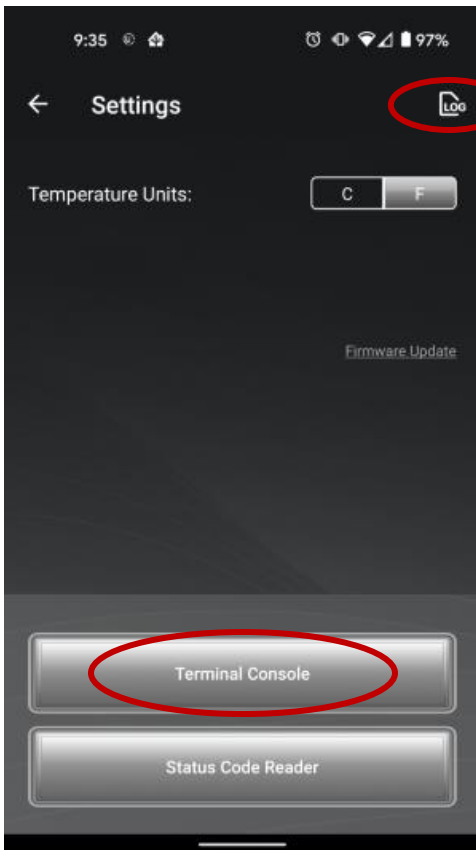 9:35 97%
Settings LOG
Temperature Units: C F
Firmware Update
Terminal Console
Status Code Reader